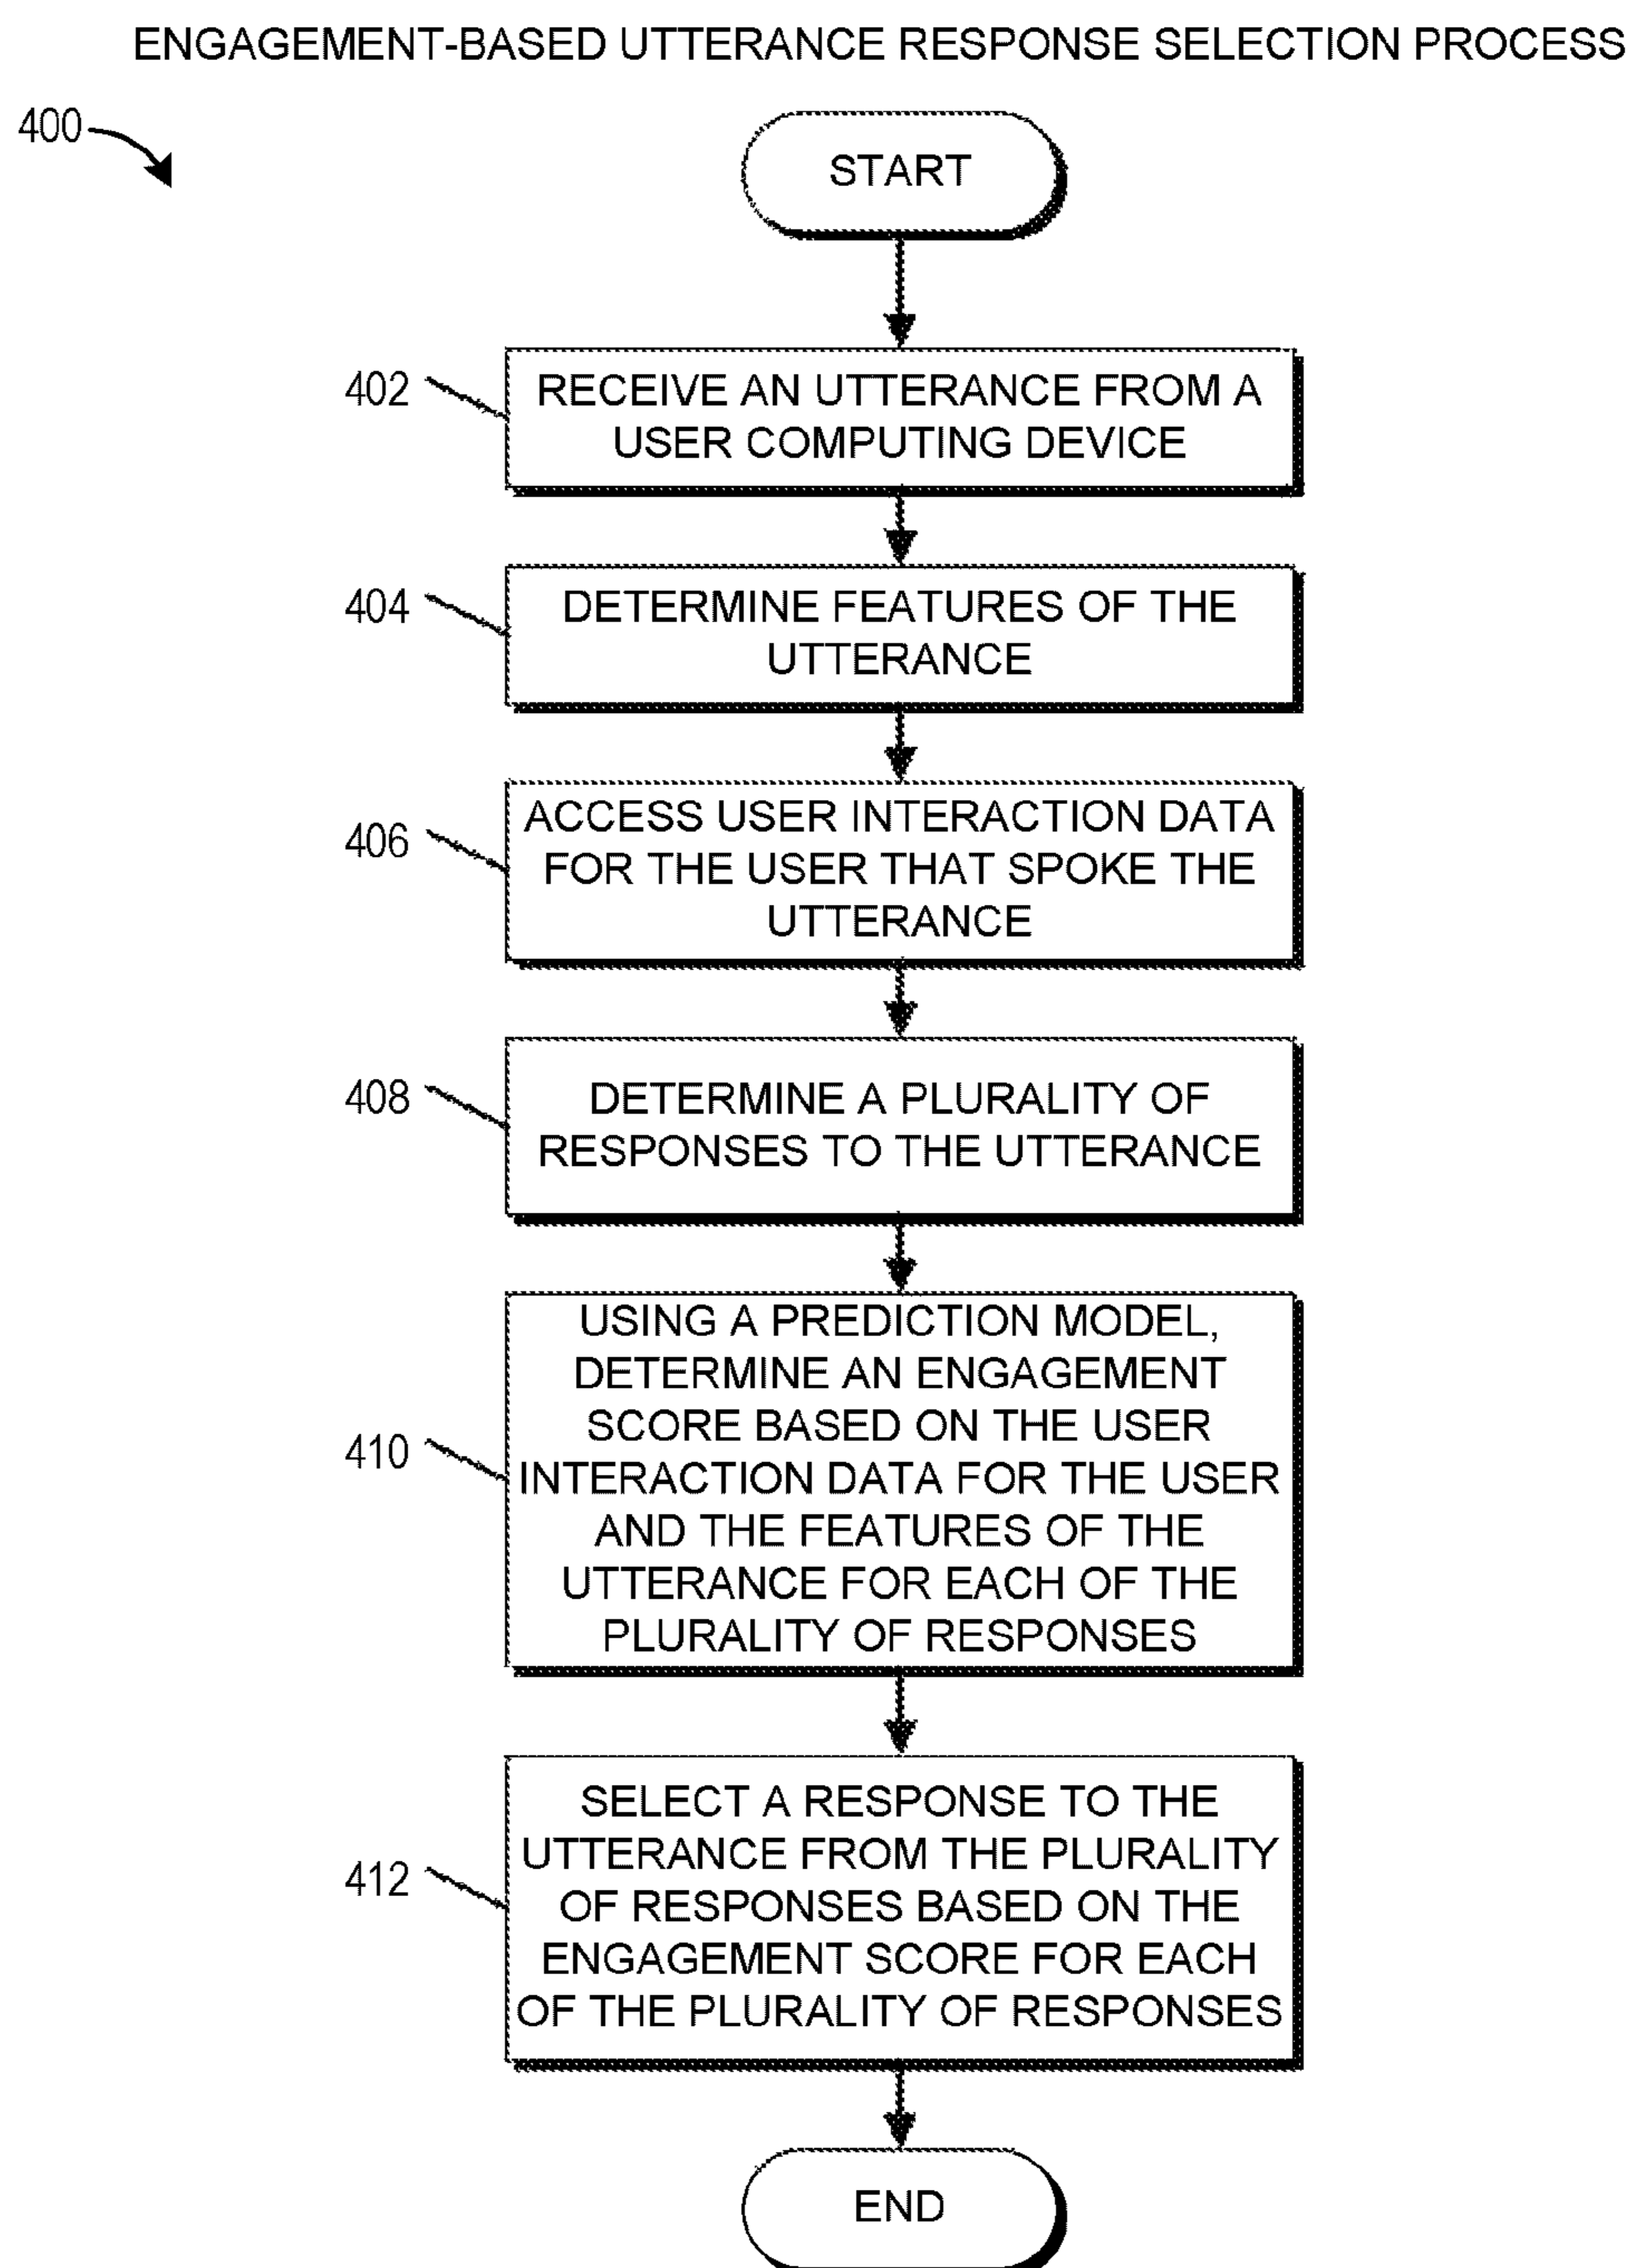 ENGAGEMENT-BASED UTTERANCE RESPONSE SELECTION PROCESS
400
START
402
RECEIVE AN UTTERANCE FROM A
USER COMPUTING DEVICE
404
DETERMINE FEATURES OF THE
UTTERANCE
406
ACCESS USER INTERACTION DATA
FOR THE USER THAT SPOKE THE
UTTERANCE
408
DETERMINE A PLURALITY OF
RESPONSES TO THE UTTERANCE
410
USING A PREDICTION MODEL,
DETERMINE AN ENGAGEMENT
SCORE BASED ON THE USER
INTERACTION DATA FOR THE USER
AND THE FEATURES OF THE
UTTERANCE FOR EACH OF THE
PLURALITY OF RESPONSES
412
SELECT A RESPONSE TO THE
UTTERANCE FROM THE PLURALITY
OF RESPONSES BASED ON THE
ENGAGEMENT SCORE FOR EACH
OF THE PLURALITY OF RESPONSES
END